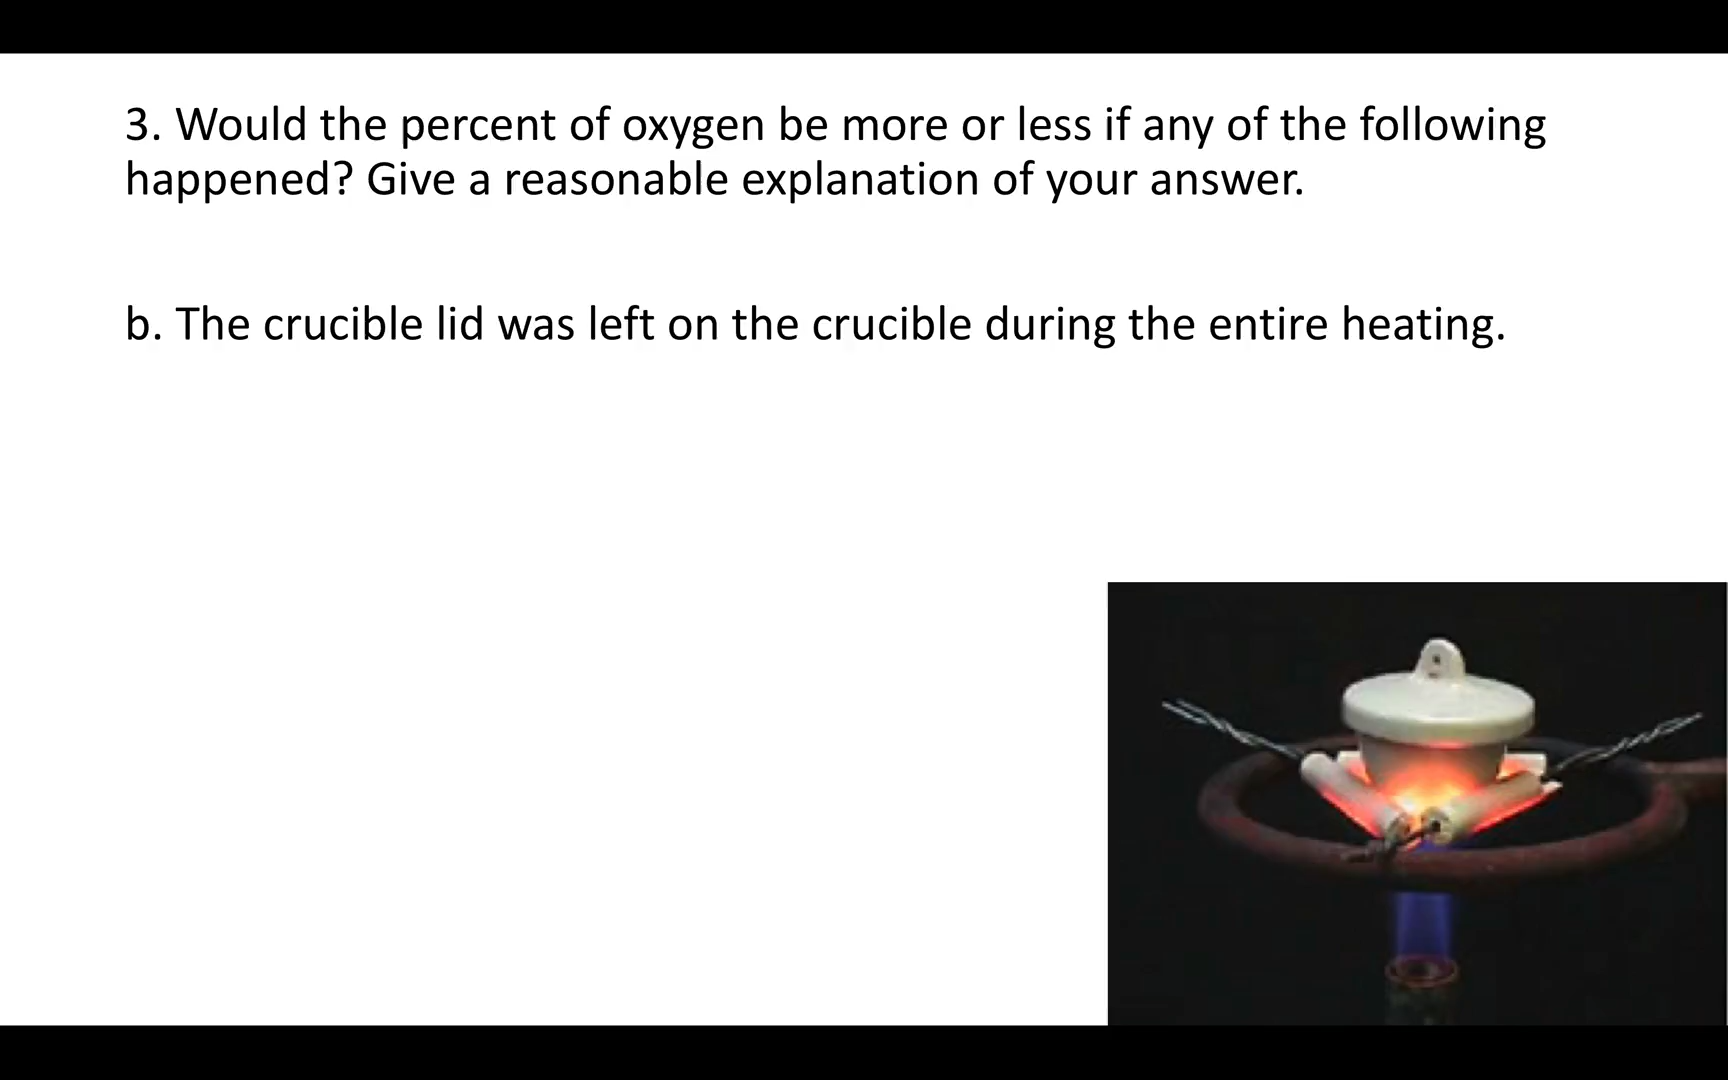 3. Would the percent of oxygen be more or less if any of the following
happened? Give a reasonable explanation of your answer.
b. The crucible lid was left on the crucible during the entire heating.